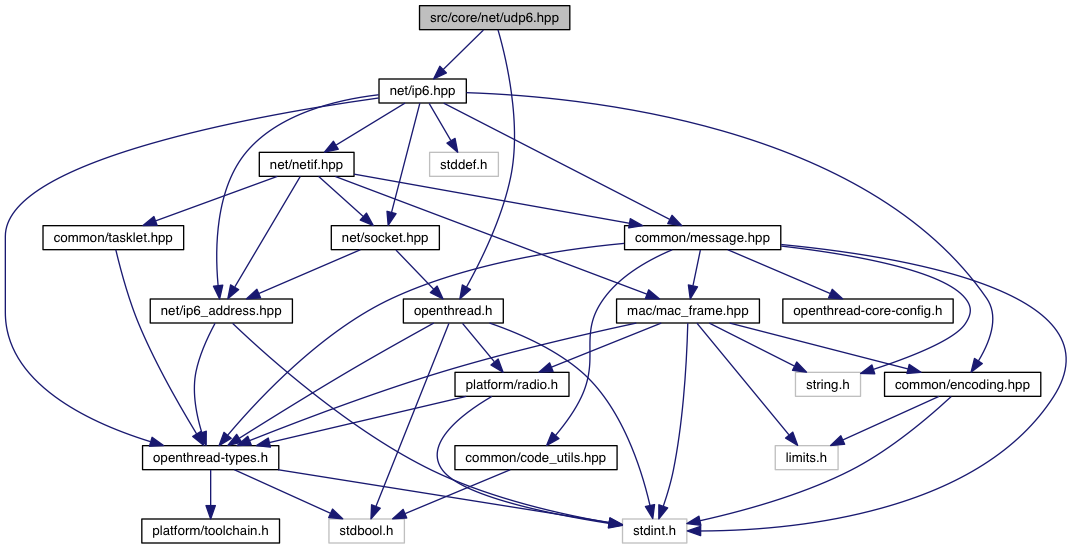 src/core/net/udp6.hpp
net/ip6.hpp
net/netif.hpp
stddef.h
common/tasklet.hpp
net/socket.hpp
common/message.hpp
net/ip6_address.hpp
openthread.h
mac/mac_frame.hpp
openthread-core-config.h
platform/radio.h
string.h
common/encoding.hpp
openthread-types.h
common/code_utils.hpp
limits.h
platform/toolchain.h
stdbool.h
stdint.h